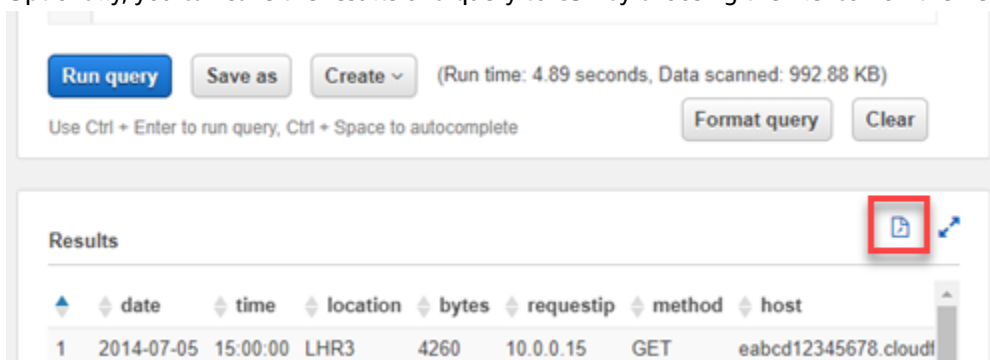 Run query Save as Create (Run time: 4.89 seconds, Data scanned: 992.88 KB)
Use Ctrl + Enter to run query, Ctrl + Space to autocomplete Format query Clear
Results
date time location bytes requestip method host
1 2014-07-05 15:00:00 LHR3 4260 10.0.0.15 GET eabcd12345678.cloudf